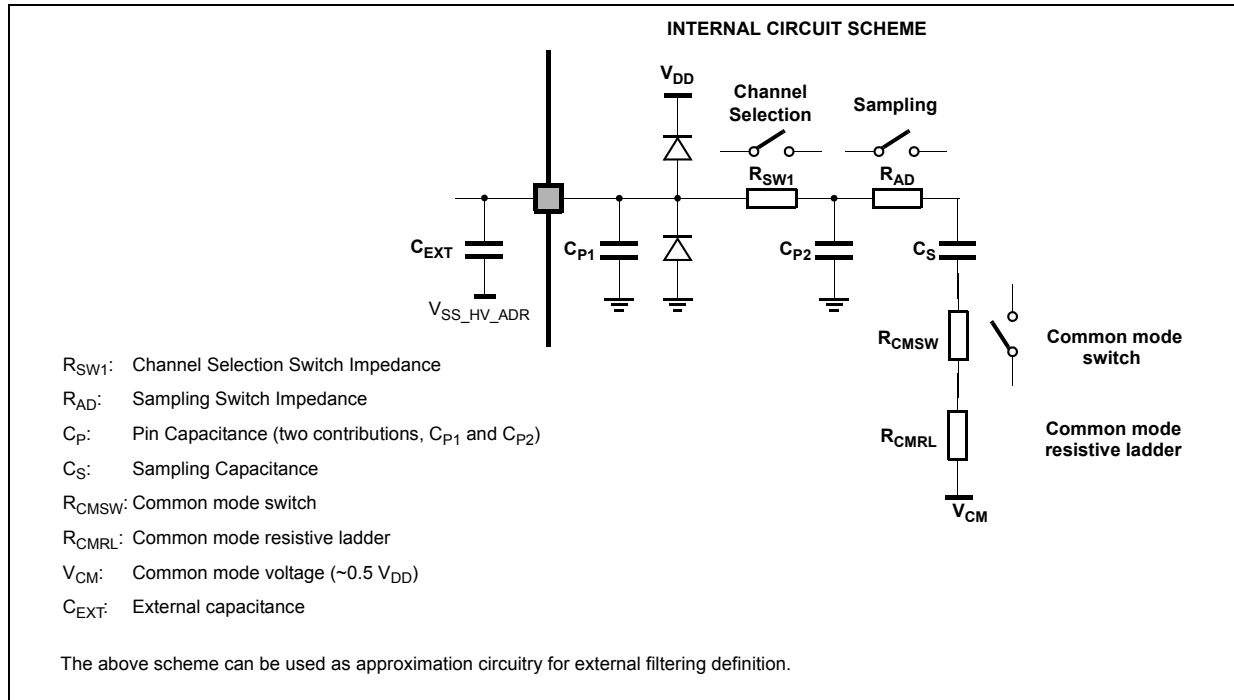 INTERNAL CIRCUIT SCHEME
VDD
Channel
Selection
Sampling
RSW1
RAD
CEXT
CP1
CP2
CS
VSS_HV_ADR
RCMSW
Common mode
switch
RCMRL
Common mode
resistive ladder
VCM
RSW1: Channel Selection Switch Impedance
RAD: Sampling Switch Impedance
CP: Pin Capacitance (two contributions, CP1 and CP2)
CS: Sampling Capacitance
RCMSW: Common mode switch
RCMRL: Common mode resistive ladder
VCM: Common mode voltage (~0.5 VDD)
CEXT: External capacitance
The above scheme can be used as approximation circuitry for external filtering definition.